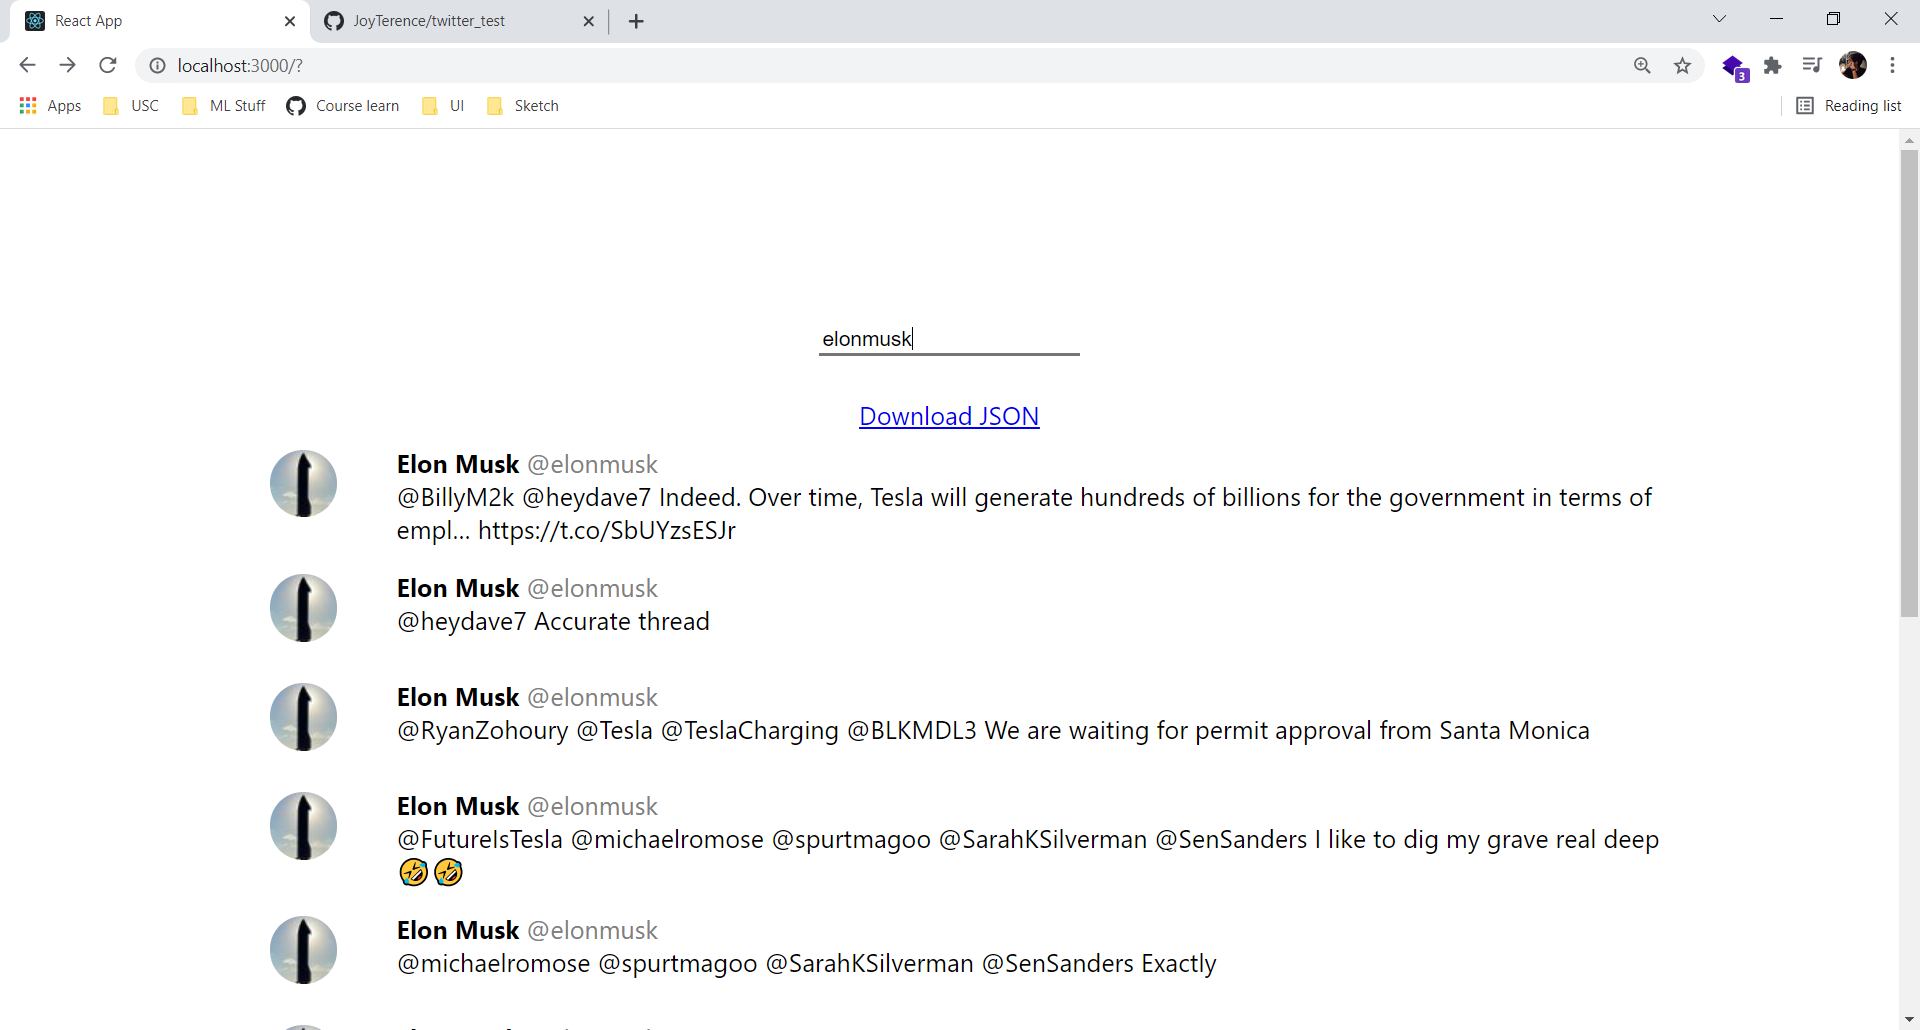 React App
JoyTerence/twitter_test
localhost:3000/?
3
Apps
USC
ML Stuff
Course learn
UI
Sketch
Reading list
elonmusk
Download JSON
Elon Musk @elonmusk
@BillyM2k @heydave7 Indeed. Over time, Tesla will generate hundreds of billions for the government in terms of
empl… https://t.co/SbUYzsESJr
Elon Musk @elonmusk
@heydave7 Accurate thread
Elon Musk @elonmusk
@RyanZohoury @Tesla @TeslaCharging @BLKMDL3 We are waiting for permit approval from Santa Monica
Elon Musk @elonmusk
@FutureIsTesla @michaelromose @spurtmagoo @SarahKSilverman @SenSanders I like to dig my grave real deep
🤣🤣
Elon Musk @elonmusk
@michaelromose @spurtmagoo @SarahKSilverman @SenSanders Exactly